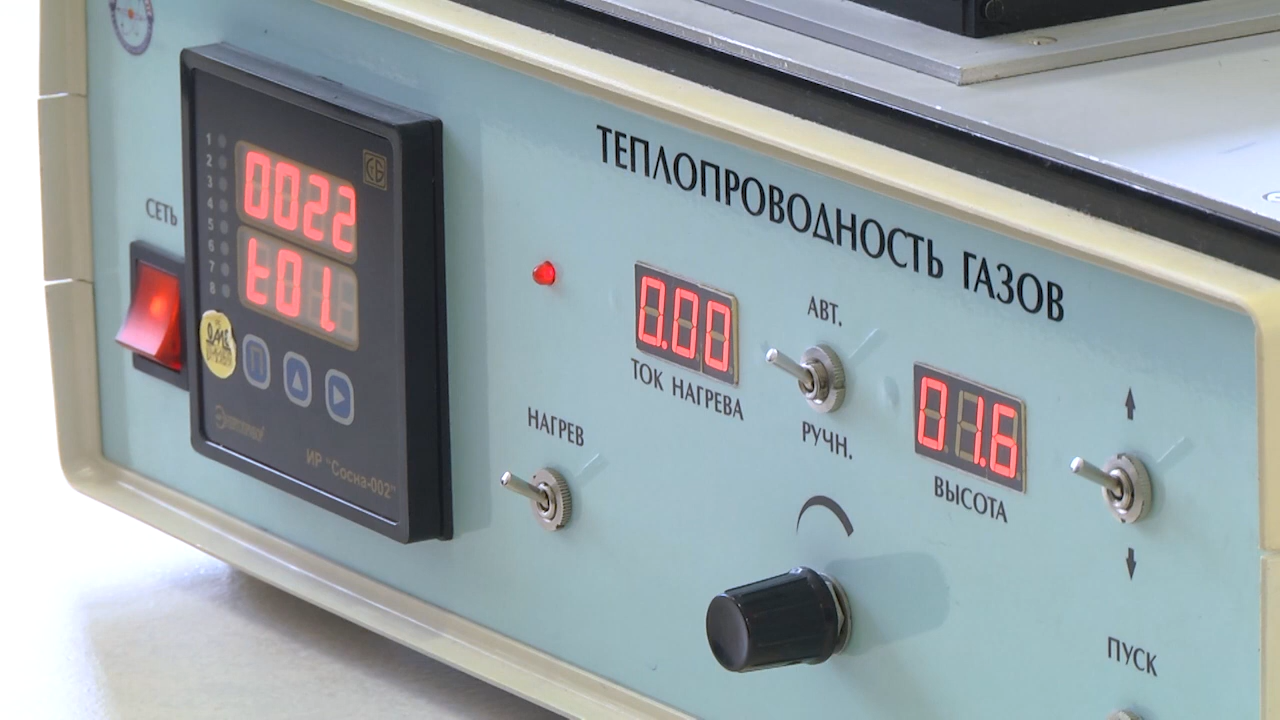 ТЕПЛОПРОВОДНОСТЬ ГАЗОВ
СЕТЬ
1
2
3
4
5
6
7
8
0022
t01
ИР "Сосна-002"
НАГРЕВ
0.00
ТОК НАГРЕВА
АВТ.
РУЧН.
01.6
ВЫСОТА
ПУСК